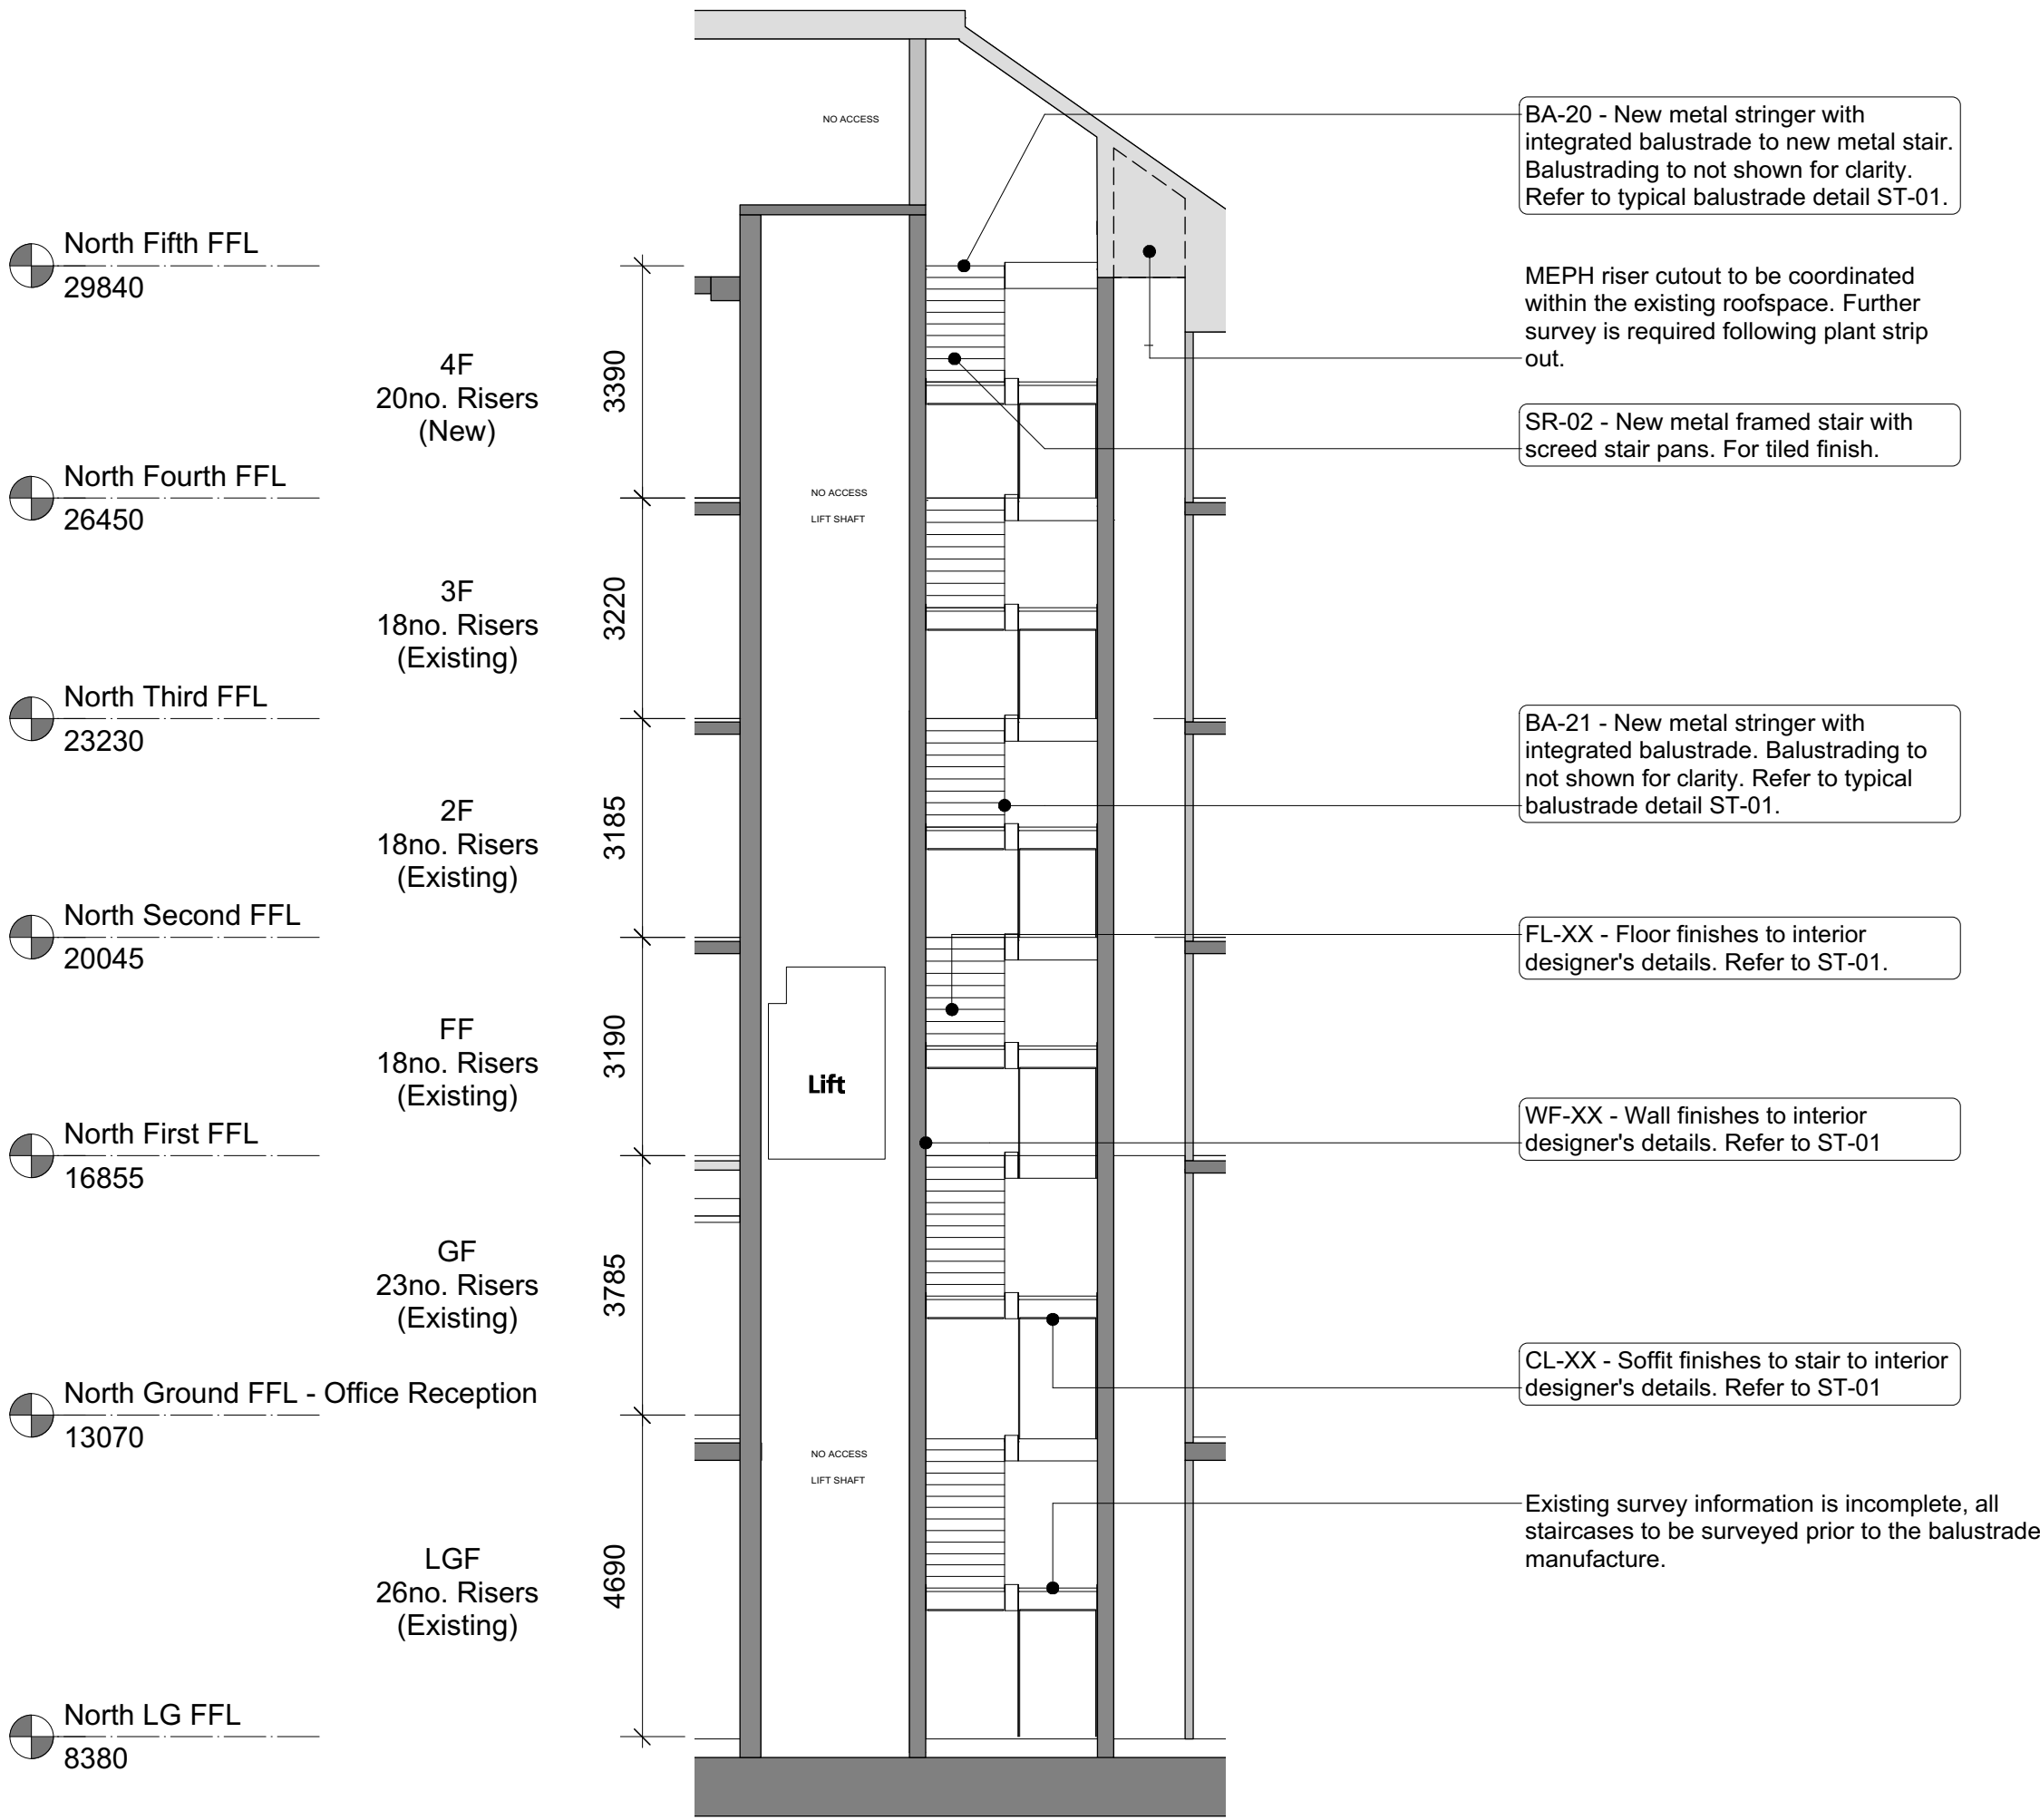 NO ACCESS
BA-20 - New metal stringer with
integrated balustrade to new metal stair.
Balustrading to not shown for clarity.
Refer to typical balustrade detail ST-01.
North Fifth FFL
29840
MEPH riser cutout to be coordinated
within the existing roofspace. Further
survey is required following plant strip
out.
4F
20no. Risers
(New)
3390
SR-02 - New metal framed stair with
screed stair pans. For tiled finish.
North Fourth FFL
26450
NO ACCESS
LIFT SHAFT
3F
18no. Risers
(Existing)
3220
North Third FFL
23230
BA-21 - New metal stringer with
integrated balustrade. Balustrading to
not shown for clarity. Refer to typical
balustrade detail ST-01.
2F
18no. Risers
(Existing)
3185
North Second FFL
20045
FL-XX - Floor finishes to interior
designer's details. Refer to ST-01.
FF
18no. Risers
(Existing)
3190
Lift
North First FFL
16855
WF-XX - Wall finishes to interior
designer's details. Refer to ST-01
GF
23no. Risers
(Existing)
3785
CL-XX - Soffit finishes to stair to interior
designer's details. Refer to ST-01
North Ground FFL - Office Reception
13070
NO ACCESS
LIFT SHAFT
Existing survey information is incomplete, all
staircases to be surveyed prior to the balustrade
manufacture.
LGF
26no. Risers
(Existing)
4690
North LG FFL
8380